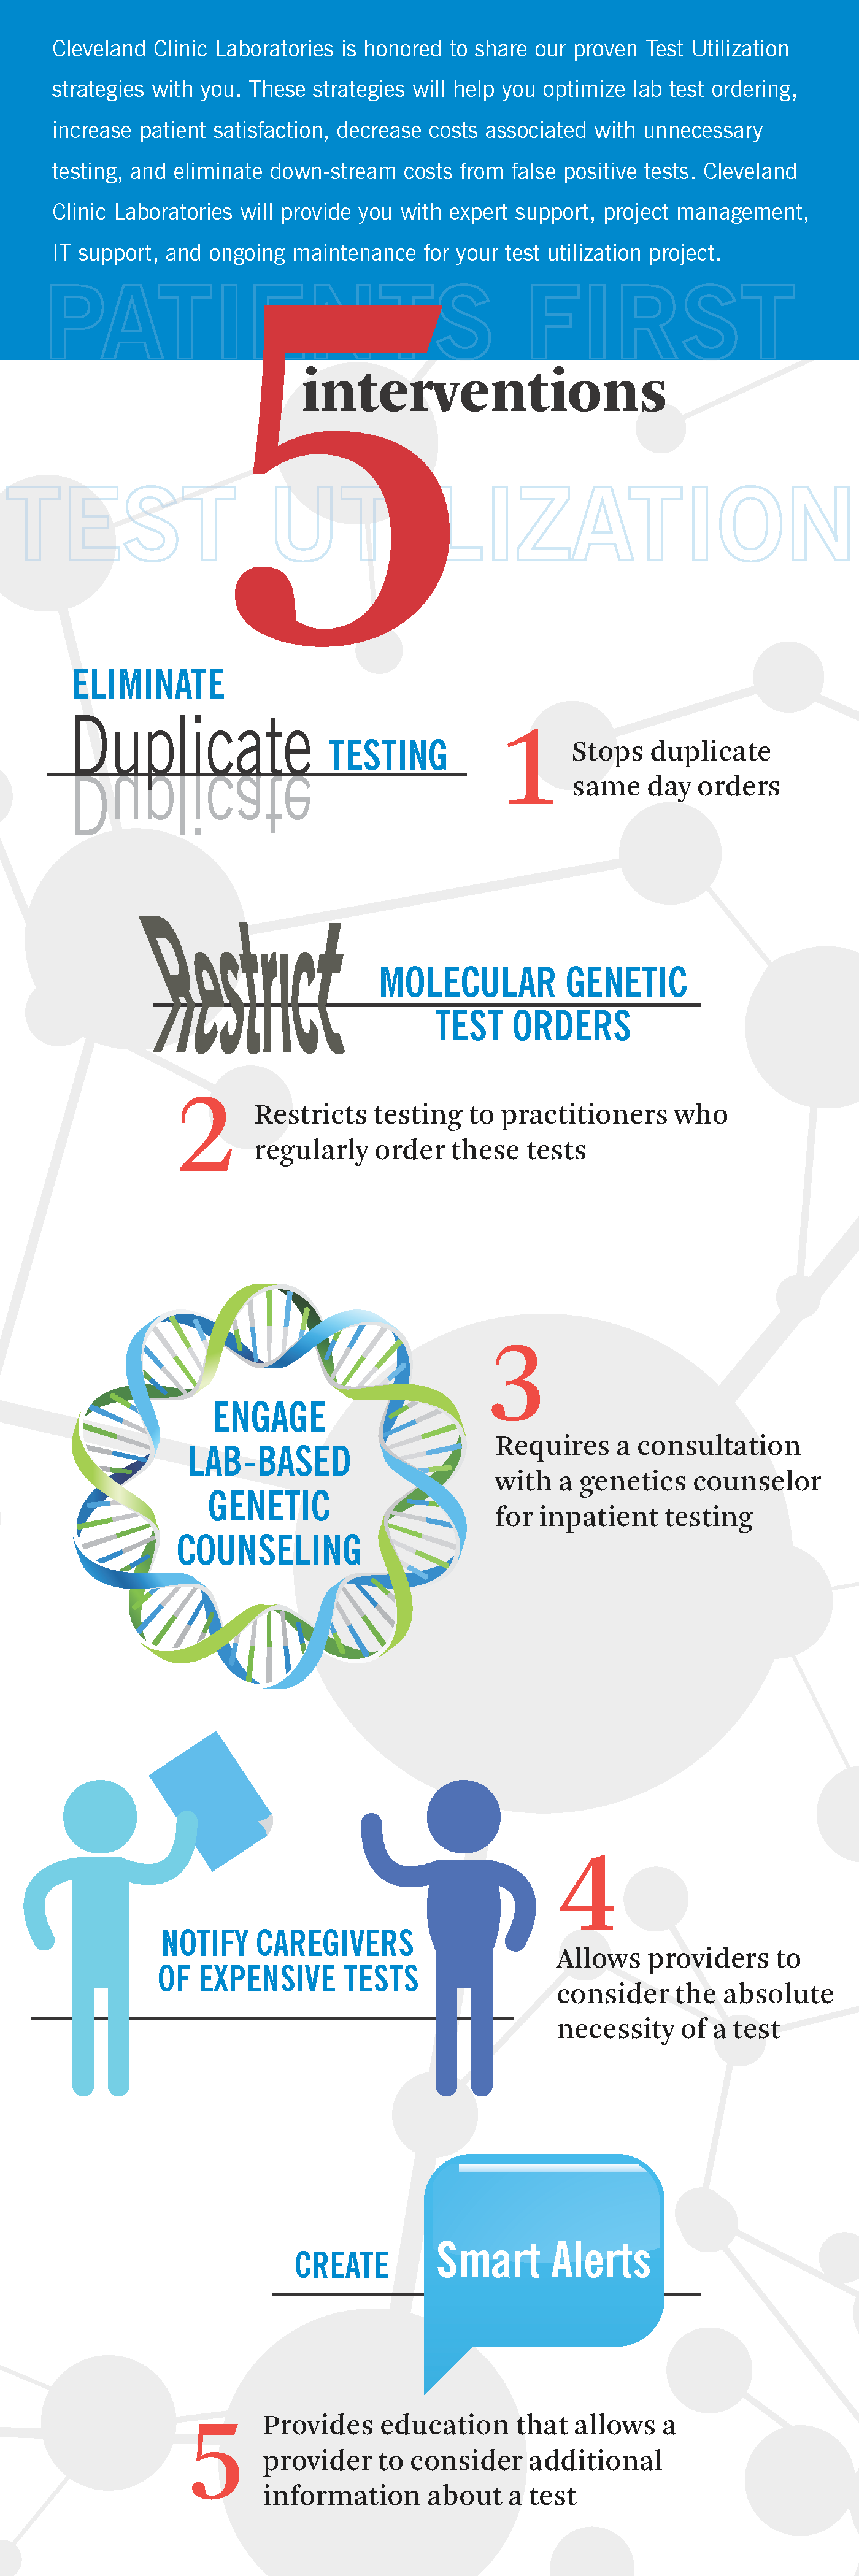 Cleveland Clinic Laboratories is honored to share our proven Test Utilization
strategies with you. These strategies will help you optimize lab test ordering,
increase patient satisfaction, decrease costs associated with unnecessary
testing, and eliminate down-stream costs from false positive tests. Cleveland
Clinic Laboratories will provide you with expert support, project management,
IT support, and ongoing maintenance for your test utilization project.
PATIENTS FIRST
5 interventions
TEST UTILIZATION
ELIMINATE
Duplicate TESTING
Duplicate
1
Stops duplicate
same day orders
Restrict
MOLECULAR GENETIC
TEST ORDERS
2
Restricts testing to practitioners who
regularly order these tests
ENGAGE
LAB-BASED
GENETIC
COUNSELING
3
Requires a consultation
with a genetics counselor
for inpatient testing
NOTIFY CAREGIVERS
OF EXPENSIVE TESTS
4
Allows providers to
consider the absolute
necessity of a test
CREATE Smart Alerts
5
Provides education that allows a
provider to consider additional
information about a test